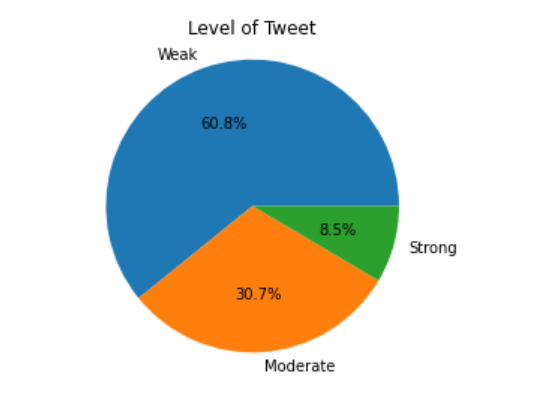 Level of Tweet
Weak
60.8%
8.5%
Strong
30.7%
Moderate